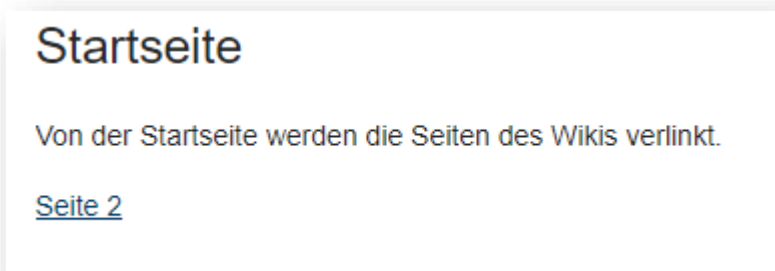 Startseite
Von der Startseite werden die Seiten des Wikis verlinkt.
Seite 2